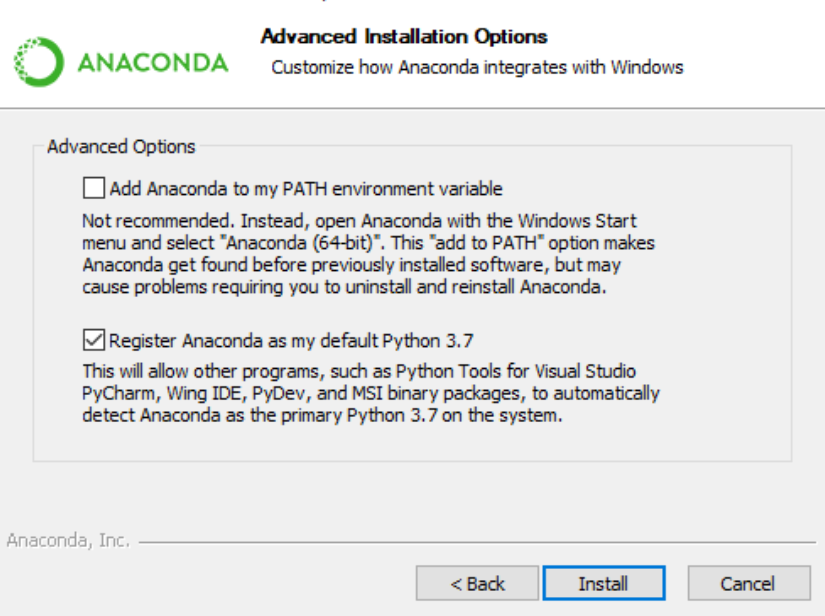 ANACONDA
Advanced Installation Options
Customize how Anaconda integrates with Windows
Advanced Options
Add Anaconda to my PATH environment variable
Not recommended. Instead, open Anaconda with the Windows Start
menu and select "Anaconda (64-bit)". This "add to PATH" option makes
Anaconda get found before previously installed software, but may
cause problems requiring you to uninstall and reinstall Anaconda.
Register Anaconda as my default Python 3.7
This will allow other programs, such as Python Tools for Visual Studio
PyCharm, Wing IDE, PyDev, and MSI binary packages, to automatically
detect Anaconda as the primary Python 3.7 on the system.
Anaconda, Inc.
< Back
Install
Cancel